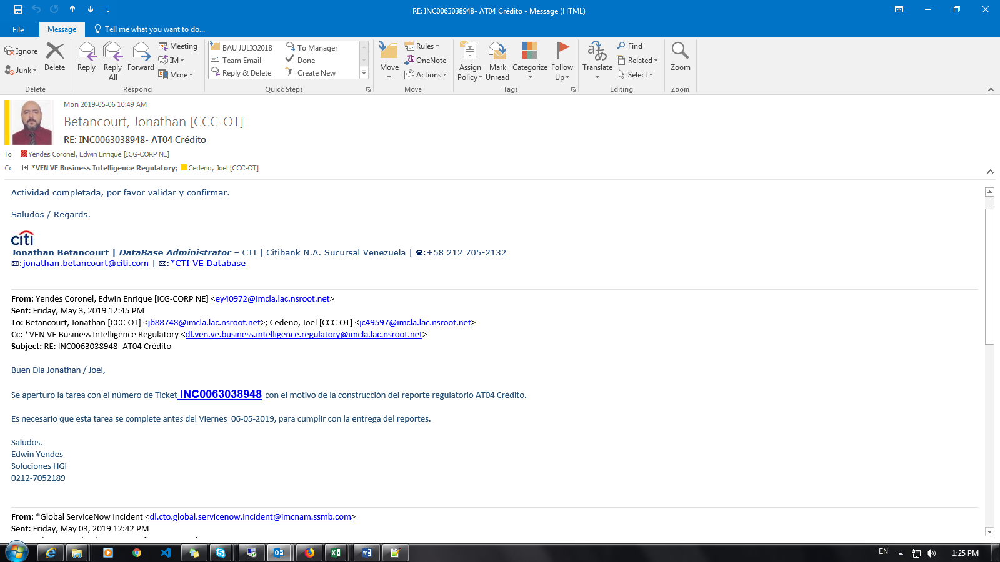 RE: INC0063038948- AT04 Crédito - Message (HTML)
File
Message
Tell me what you want to do...
Ignore
Junk
Delete
Delete
Reply
Reply All
Forward
Meeting
IM
More
Respond
BAU JULIO2018
To Manager
Team Email
Done
Reply & Delete
Create New
Quick Steps
Move
Rules
OneNote
Actions
Move
Assign Policy
Mark Unread
Categorize
Follow Up
Tags
Translate
Find
Related
Select
Editing
Zoom
Zoom
Mon 2019-05-06 10:49 AM
Betancourt, Jonathan [CCC-OT]
RE: INC0063038948- AT04 Crédito
To Yendes Coronel, Edwin Enrique [ICG-CORP NE]
Cc *VEN VE Business Intelligence Regulatory; Cedeno, Joel [CCC-OT]
Actividad completada, por favor validar y confirmar.
Saludos / Regards.
citi
Jonathan Betancourt | DataBase Administrator – CTI | Citibank N.A. Sucursal Venezuela | ☎:+58 212 705-2132
✉:jonathan.betancourt@citi.com | ✉:*CTI VE Database
From: Yendes Coronel, Edwin Enrique [ICG-CORP NE] <ey40972@imcla.lac.nsroot.net>
Sent: Friday, May 3, 2019 12:45 PM
To: Betancourt, Jonathan [CCC-OT] <jb88748@imcla.lac.nsroot.net>; Cedeno, Joel [CCC-OT] <jc49597@imcla.lac.nsroot.net>
Cc: *VEN VE Business Intelligence Regulatory <dl.ven.ve.business.intelligence.regulatory@imcla.lac.nsroot.net>
Subject: RE: INC0063038948- AT04 Crédito
Buen Día Jonathan / Joel,
Se aperturo la tarea con el número de Ticket INC0063038948 con el motivo de la construcción del reporte regulatorio AT04 Crédito.
Es necesario que esta tarea se complete antes del Viernes 06-05-2019, para cumplir con la entrega del reportes.
Saludos.
Edwin Yendes
Soluciones HGI
0212-7052189
From: *Global ServiceNow Incident <dl.cto.global.servicenow.incident@imcnam.ssmb.com>
Sent: Friday, May 03, 2019 12:42 PM
EN
1:25 PM